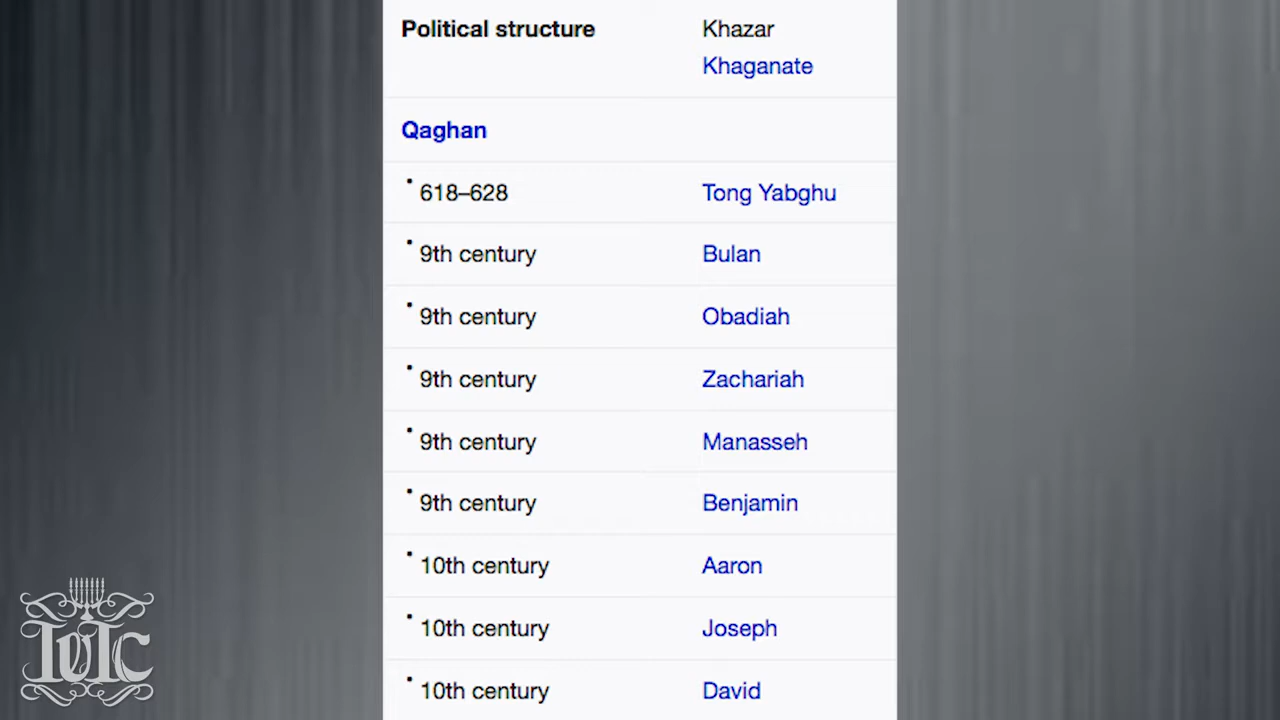 Political structure Khazar
Khaganate
Qaghan
• 618–628 Tong Yabghu
• 9th century Bulan
• 9th century Obadiah
• 9th century Zachariah
• 9th century Manasseh
• 9th century Benjamin
• 10th century Aaron
• 10th century Joseph
• 10th century David
IUIC